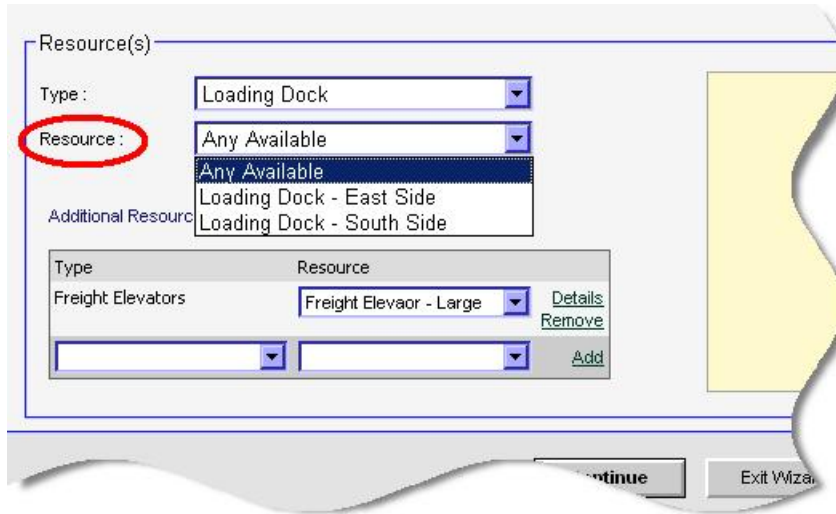 Resource(s)
Type :
Loading Dock
Resource :
Any Available
Any Available
Loading Dock - East Side
Loading Dock - South Side
Additional Resourc
Type Resource
Freight Elevators Freight Elevaor - Large Details
Remove
Add
ntinue Exit Wizar